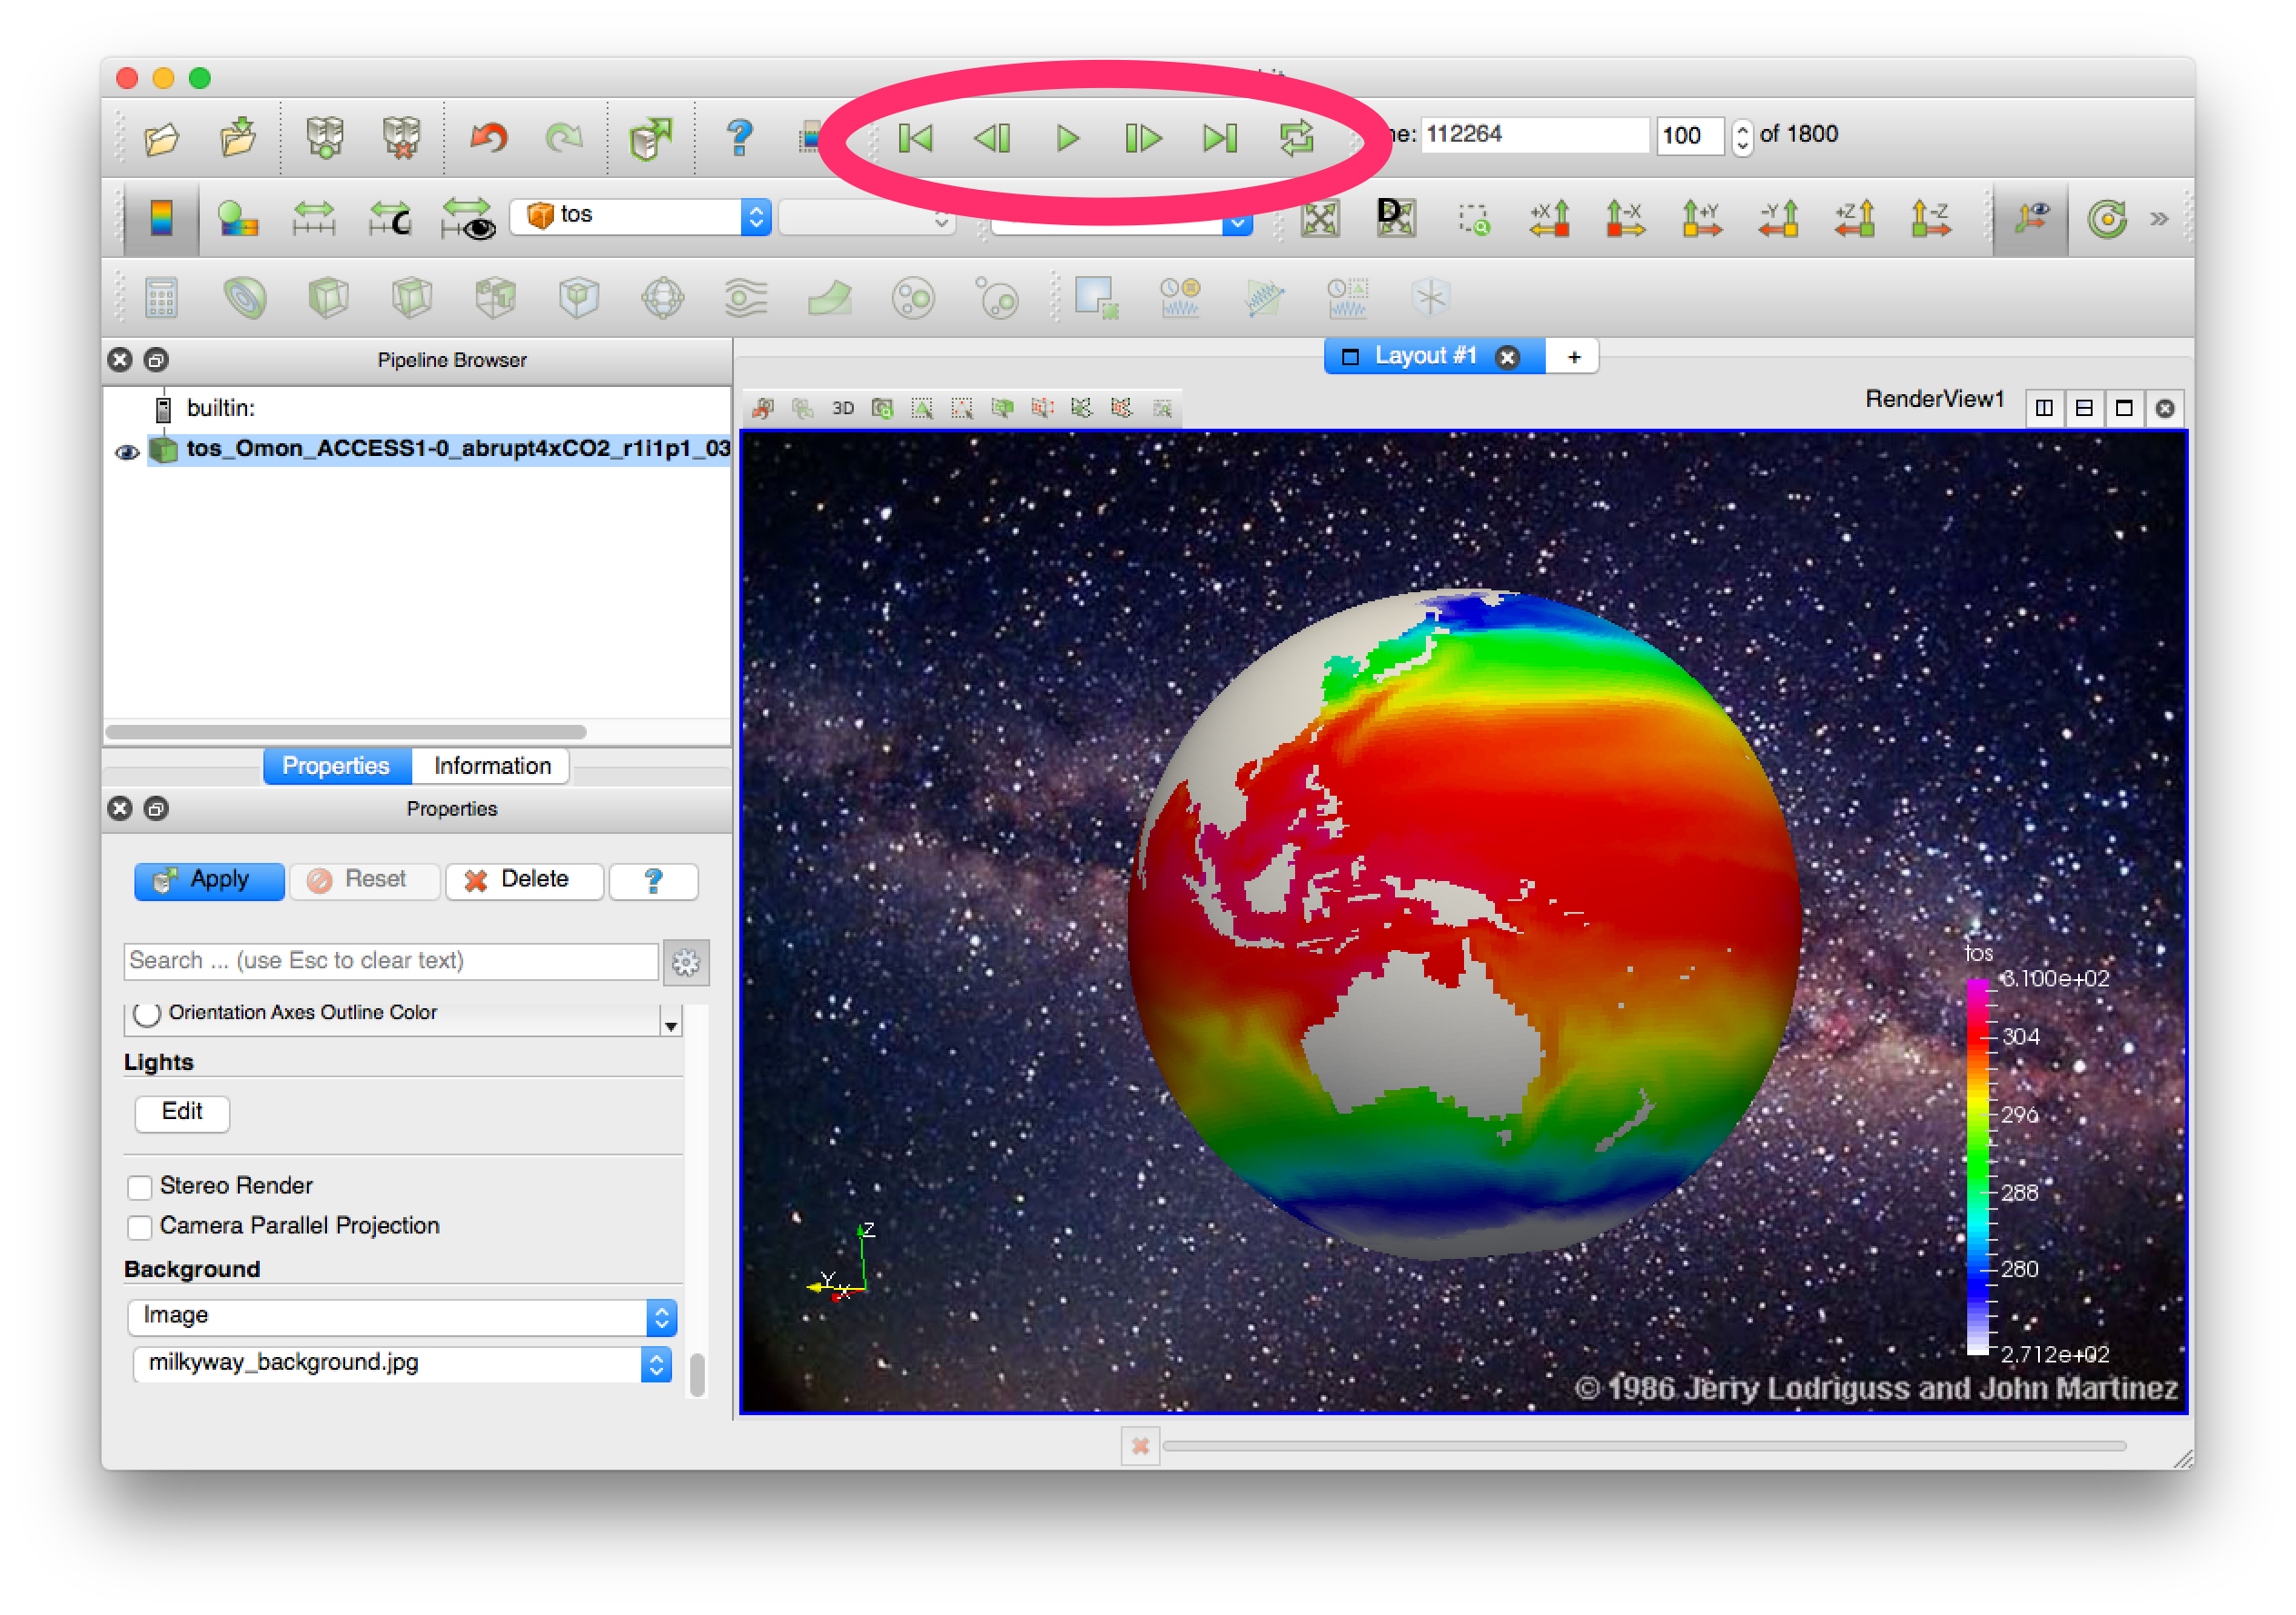 ne: 112264 100 of 1800
C tos D +X -X +Y -Y +Z -Z
Pipeline Browser
Layout #1 +
builtin:
3D RenderView1
tos_Omon_ACCESS1-0_abrupt4xCO2_r1i1p1_03
Properties Information
Properties
Apply Reset Delete ?
Search ... (use Esc to clear text)
Orientation Axes Outline Color
Lights
Edit
Stereo Render
Camera Parallel Projection
Background
Image
milkyway_background.jpg
Z
Y X
tos
3.100e+02
304
296
288
280
2.712e+02
© 1986 Jerry Lodriguss and John Martinez